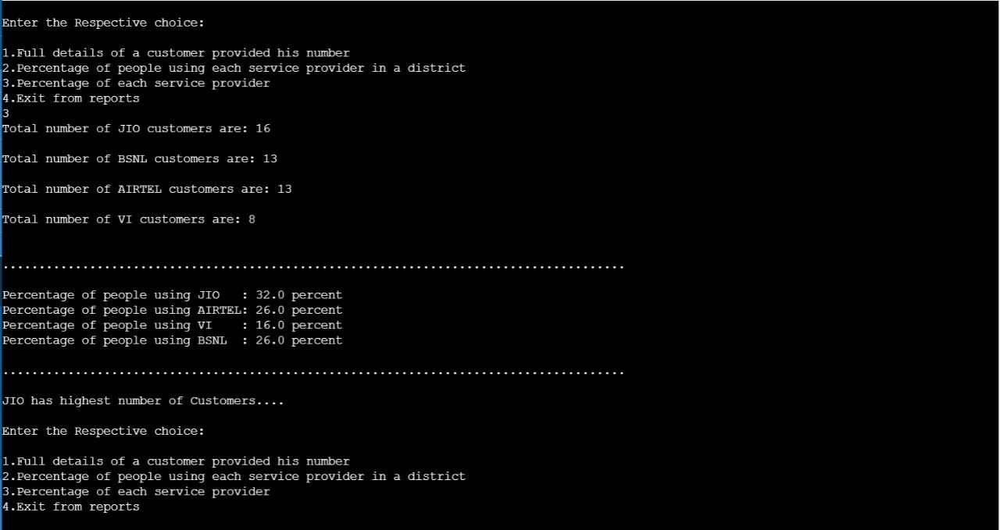 Enter the Respective choice:
1.Full details of a customer provided his number
2.Percentage of people using each service provider in a district
3.Percentage of each service provider
4.Exit from reports
3
Total number of JIO customers are: 16
Total number of BSNL customers are: 13
Total number of AIRTEL customers are: 13
Total number of VI customers are: 8
......................................................................................
Percentage of people using JIO   : 32.0 percent
Percentage of people using AIRTEL: 26.0 percent
Percentage of people using VI    : 16.0 percent
Percentage of people using BSNL  : 26.0 percent
......................................................................................
JIO has highest number of Customers....
Enter the Respective choice:
1.Full details of a customer provided his number
2.Percentage of people using each service provider in a district
3.Percentage of each service provider
4.Exit from reports